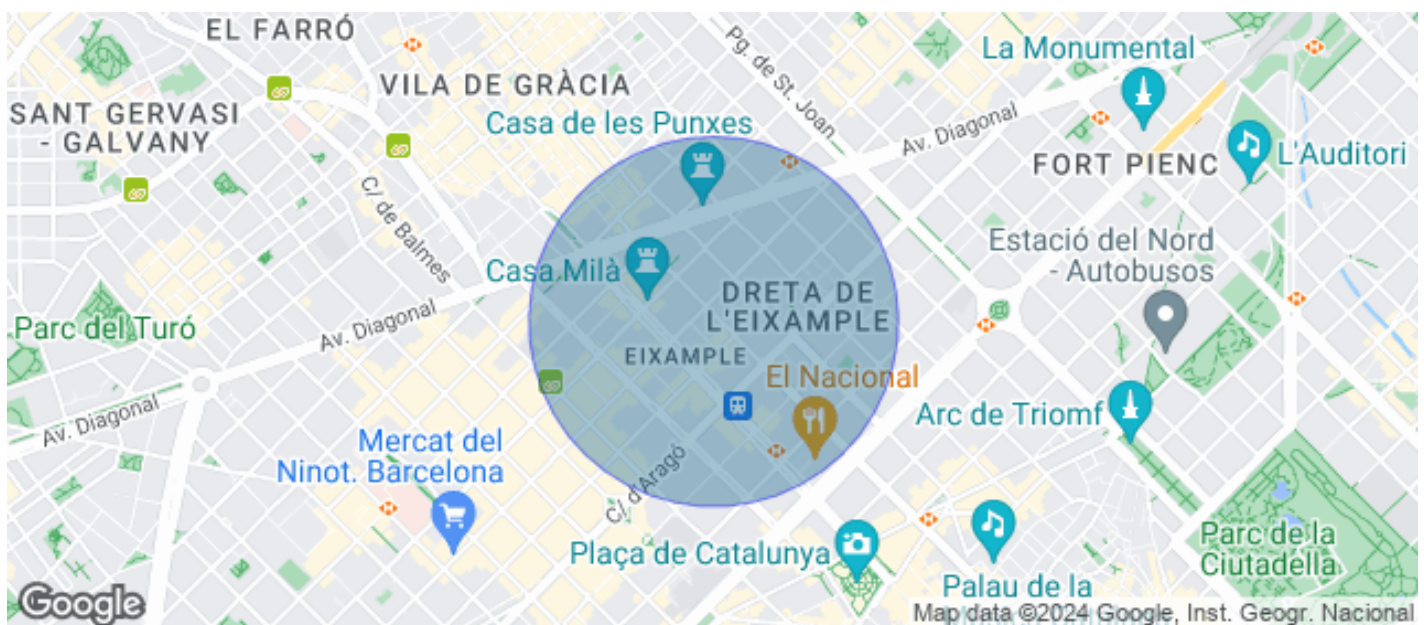 EL FARRÓ
Pg. de St. Joan
La Monumental
VILA DE GRÀCIA
SANT GERVASI
- GALVANY
Casa de les Punxes
Av. Diagonal
FORT PIENC
L'Auditori
C/ de Balmes
Estació del Nord
- Autobusos
Casa Milà
DRETA DE
L'EIXAMPLE
Parc del Turó
Av. Diagonal
EIXAMPLE
El Nacional
Av. Diagonal
Arc de Triomf
Mercat del
Ninot. Barcelona
C/ d'Aragó
Plaça de Catalunya
Parc de la
Ciutadella
Palau de la
Google
Map data ©2024 Google, Inst. Geogr. Nacional